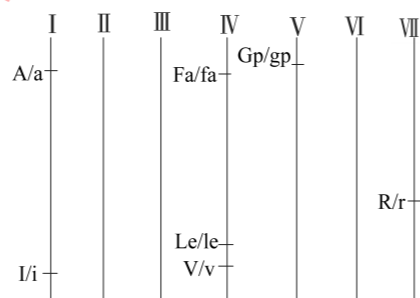 Ⅰ Ⅱ Ⅲ Ⅳ Ⅴ Ⅵ Ⅶ
Gp/gp
A/a Fa/fa
R/r
Le/le
I/i V/v